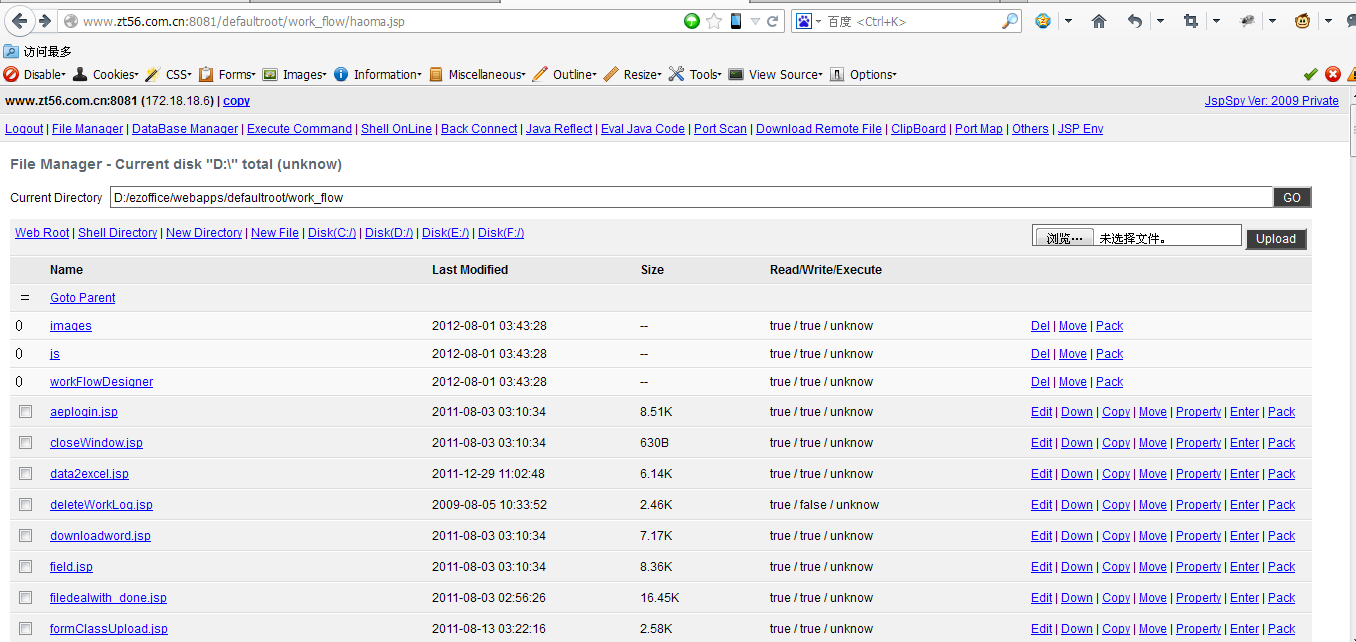 www.zt56.com.cn:8081/defaultroot/work_flow/haoma.jsp 百度 <Ctrl+K>
访问最多
Disable Cookies CSS Forms Images Information Miscellaneous Outline Resize Tools View Source Options
www.zt56.com.cn:8081 (172.18.18.6) | copy JspSpy Ver: 2009 Private
Logout | File Manager | DataBase Manager | Execute Command | Shell OnLine | Back Connect | Java Reflect | Eval Java Code | Port Scan | Download Remote File | ClipBoard | Port Map | Others | JSP Env
File Manager - Current disk "D:\" total (unknow)
Current Directory D:/ezoffice/webapps/defaultroot/work_flow GO
Web Root | Shell Directory | New Directory | New File | Disk(C:/) | Disk(D:/) | Disk(E:/) | Disk(F:/) 浏览… 未选择文件。 Upload
Name Last Modified Size Read/Write/Execute
= Goto Parent
0 images 2012-08-01 03:43:28 -- true / true / unknow Del | Move | Pack
0 js 2012-08-01 03:43:28 -- true / true / unknow Del | Move | Pack
0 workFlowDesigner 2012-08-01 03:43:28 -- true / true / unknow Del | Move | Pack
aeplogin.jsp 2011-08-03 03:10:34 8.51K true / true / unknow Edit | Down | Copy | Move | Property | Enter | Pack
closeWindow.jsp 2011-08-03 03:10:34 630B true / true / unknow Edit | Down | Copy | Move | Property | Enter | Pack
data2excel.jsp 2011-12-29 11:02:48 6.14K true / true / unknow Edit | Down | Copy | Move | Property | Enter | Pack
deleteWorkLog.jsp 2009-08-05 10:33:52 2.46K true / false / unknow Edit | Down | Copy | Move | Property | Enter | Pack
downloadword.jsp 2011-08-03 03:10:34 7.17K true / true / unknow Edit | Down | Copy | Move | Property | Enter | Pack
field.jsp 2011-08-03 03:10:34 8.36K true / true / unknow Edit | Down | Copy | Move | Property | Enter | Pack
filedealwith_done.jsp 2011-08-03 02:56:26 16.45K true / true / unknow Edit | Down | Copy | Move | Property | Enter | Pack
formClassUpload.jsp 2011-08-13 03:22:16 2.58K true / true / unknow Edit | Down | Copy | Move | Property | Enter | Pack